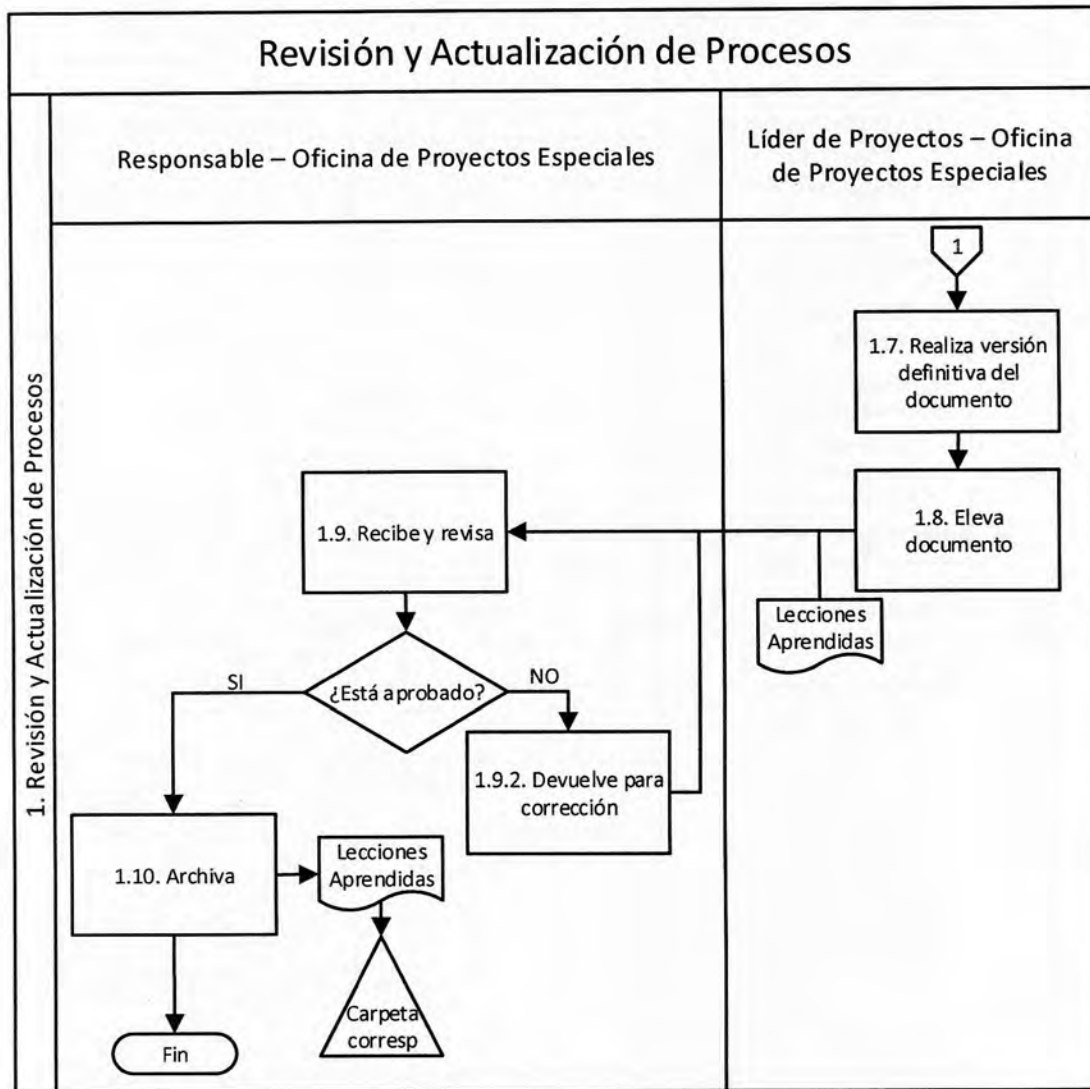 Revisión y Actualización de Procesos
Responsable – Oficina de Proyectos Especiales
Líder de Proyectos – Oficina
de Proyectos Especiales
1. Revisión y Actualización de Procesos
1
1.7. Realiza versión
definitiva del
documento
1.8. Eleva
documento
Lecciones
Aprendidas
1.9. Recibe y revisa
¿Está aprobado?
SI
NO
1.9.2. Devuelve para
corrección
1.10. Archiva
Lecciones
Aprendidas
Carpeta
corresp
Fin